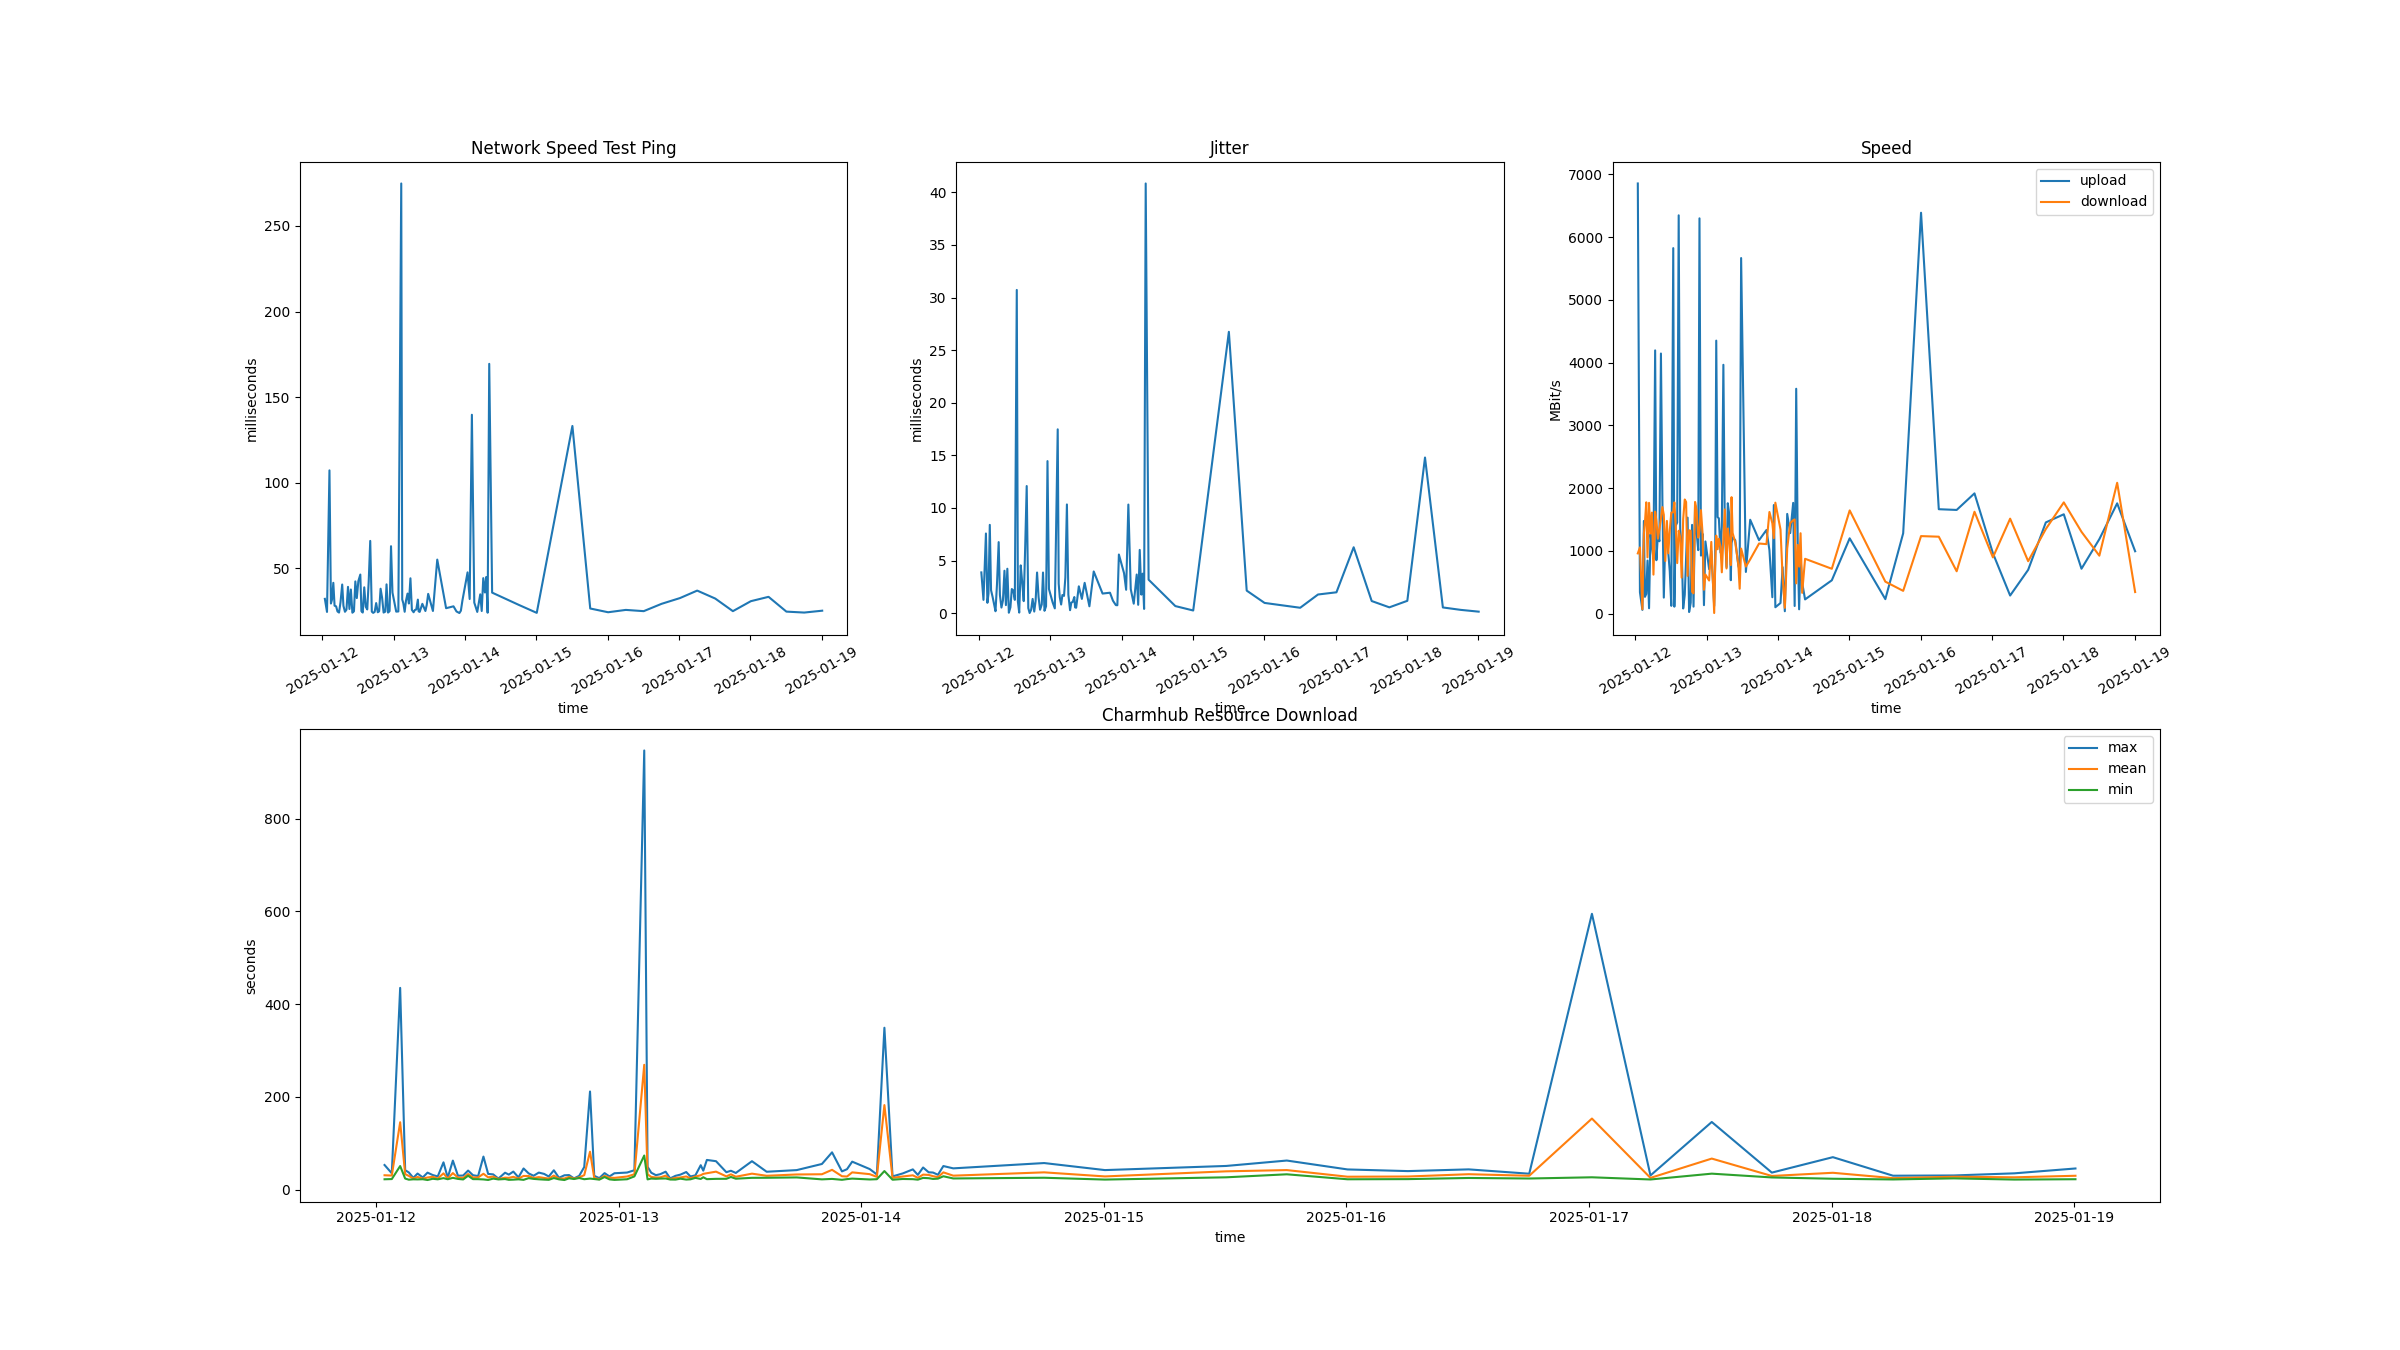 Network Speed Test Ping
milliseconds
250
200
150
100
50
2025-01-12 2025-01-13 2025-01-14 2025-01-15 2025-01-16 2025-01-17 2025-01-18 2025-01-19
time
Jitter
milliseconds
40
35
30
25
20
15
10
5
0
2025-01-12 2025-01-13 2025-01-14 2025-01-15 2025-01-16 2025-01-17 2025-01-18 2025-01-19
time
Speed
upload
download
MBit/s
7000
6000
5000
4000
3000
2000
1000
0
2025-01-12 2025-01-13 2025-01-14 2025-01-15 2025-01-16 2025-01-17 2025-01-18 2025-01-19
time
Charmhub Resource Download
max
mean
min
seconds
800
600
400
200
0
2025-01-12 2025-01-13 2025-01-14 2025-01-15 2025-01-16 2025-01-17 2025-01-18 2025-01-19
time